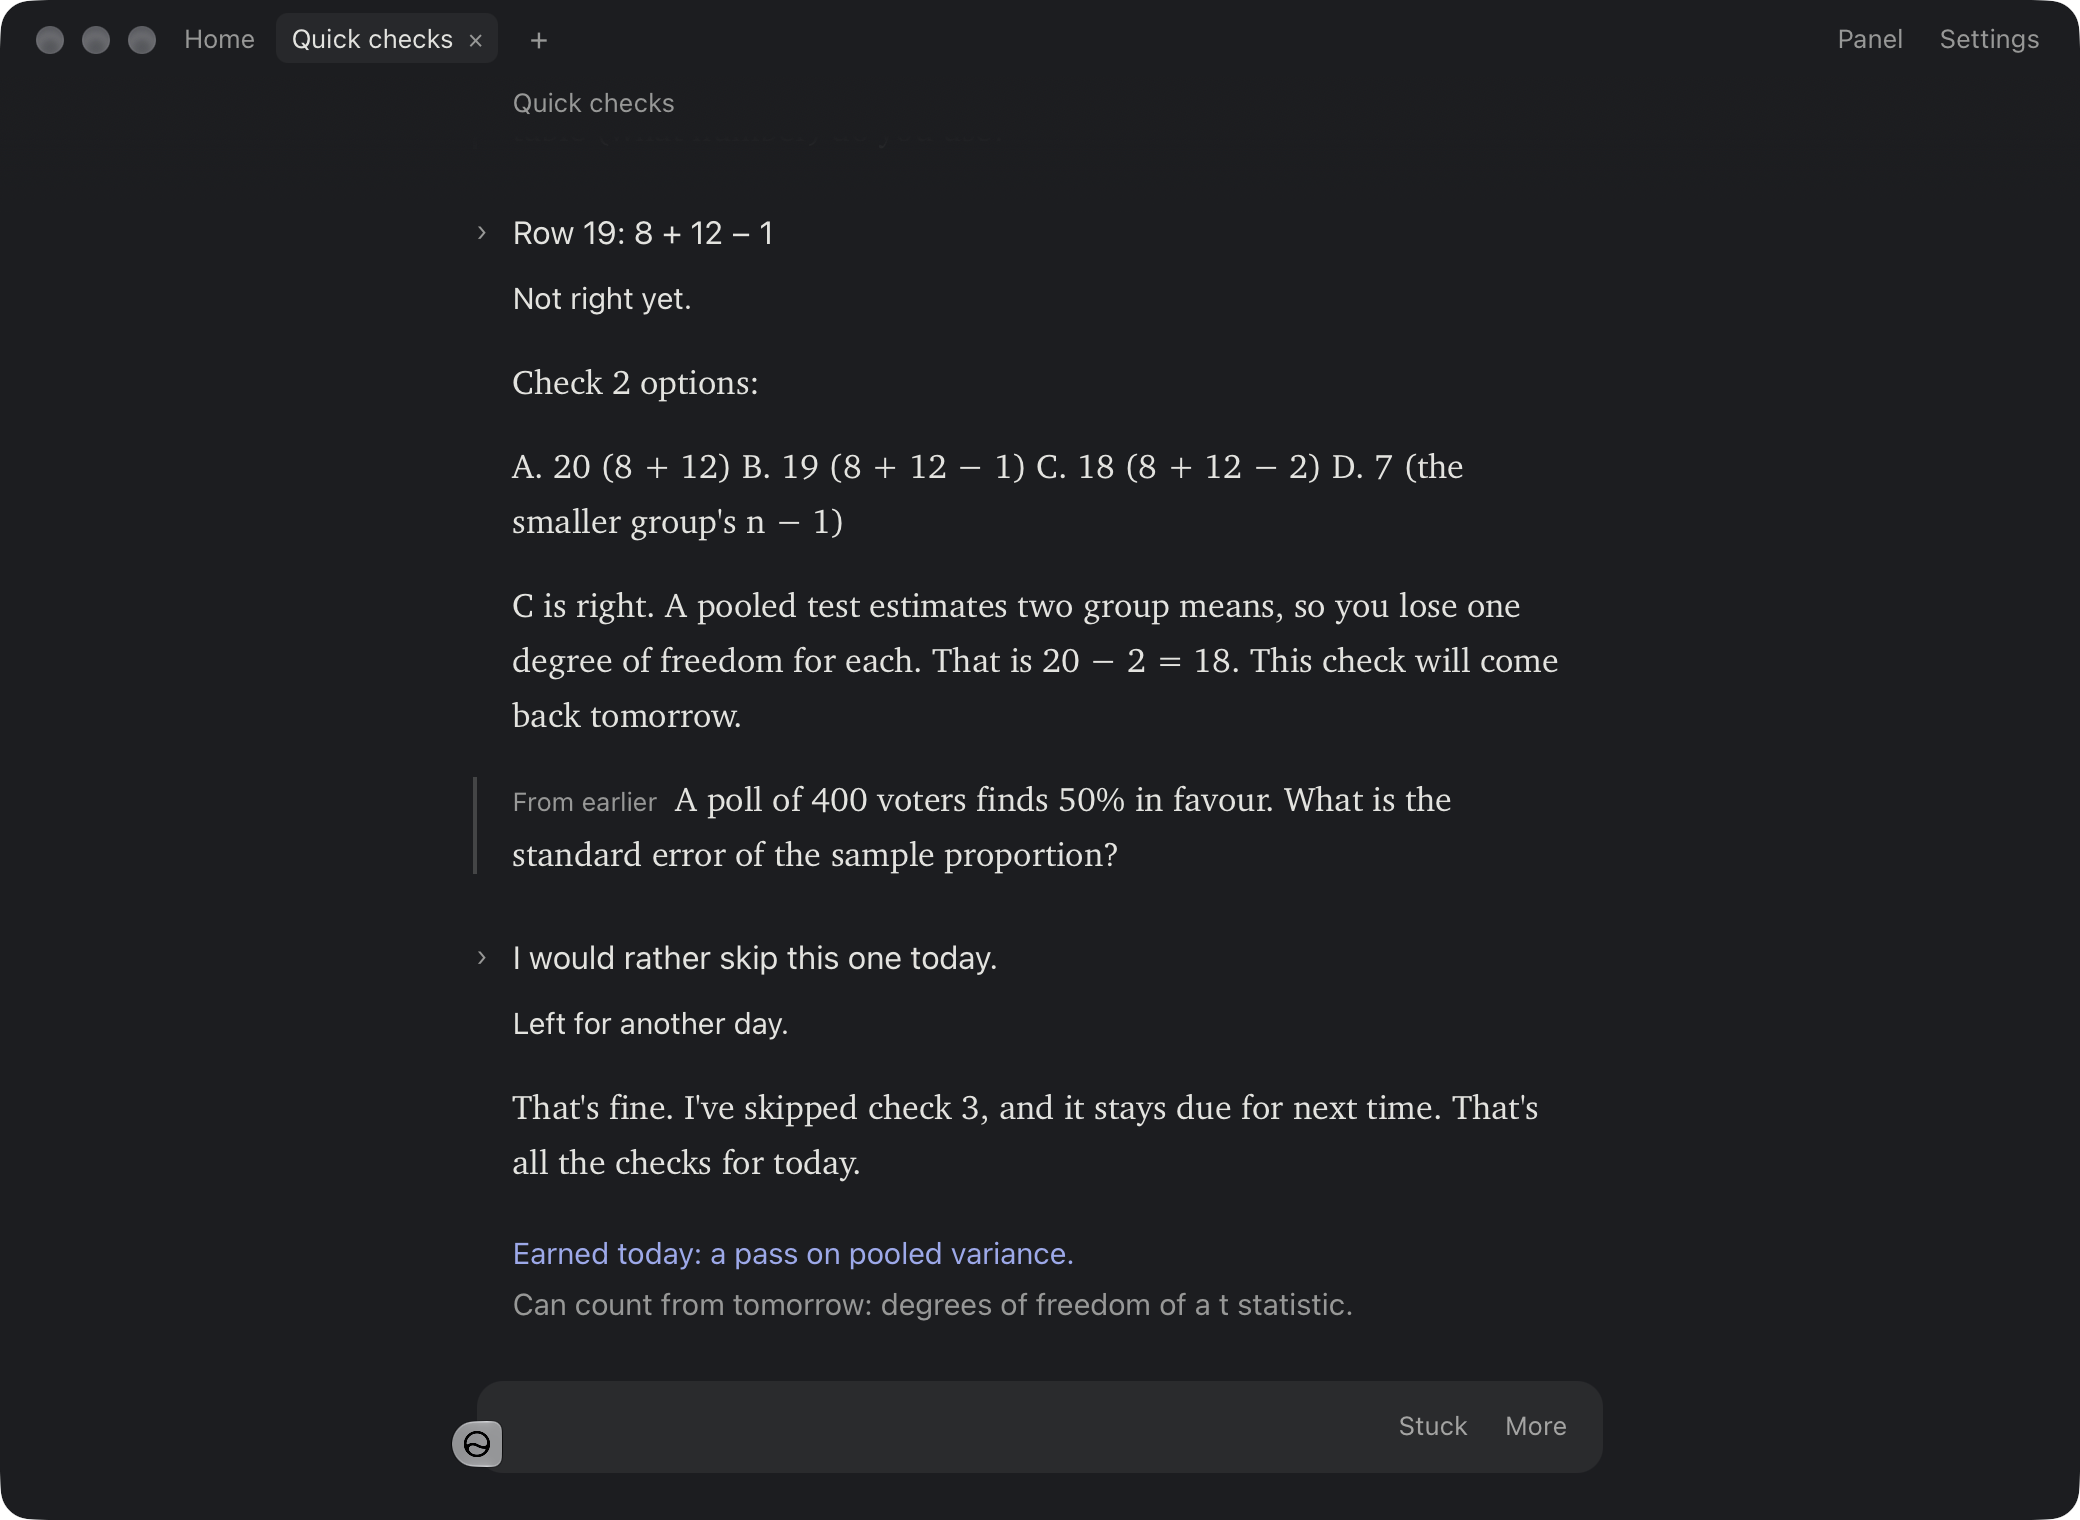 Home
Quick checks ×
+
Panel
Settings
Quick checks
› Row 19: 8 + 12 – 1
Not right yet.
Check 2 options:
A. 20 (8 + 12) B. 19 (8 + 12 − 1) C. 18 (8 + 12 − 2) D. 7 (the
smaller group's n − 1)
C is right. A pooled test estimates two group means, so you lose one
degree of freedom for each. That is 20 − 2 = 18. This check will come
back tomorrow.
From earlier A poll of 400 voters finds 50% in favour. What is the
standard error of the sample proportion?
› I would rather skip this one today.
Left for another day.
That's fine. I've skipped check 3, and it stays due for next time. That's
all the checks for today.
Earned today: a pass on pooled variance.
Can count from tomorrow: degrees of freedom of a t statistic.
Stuck
More